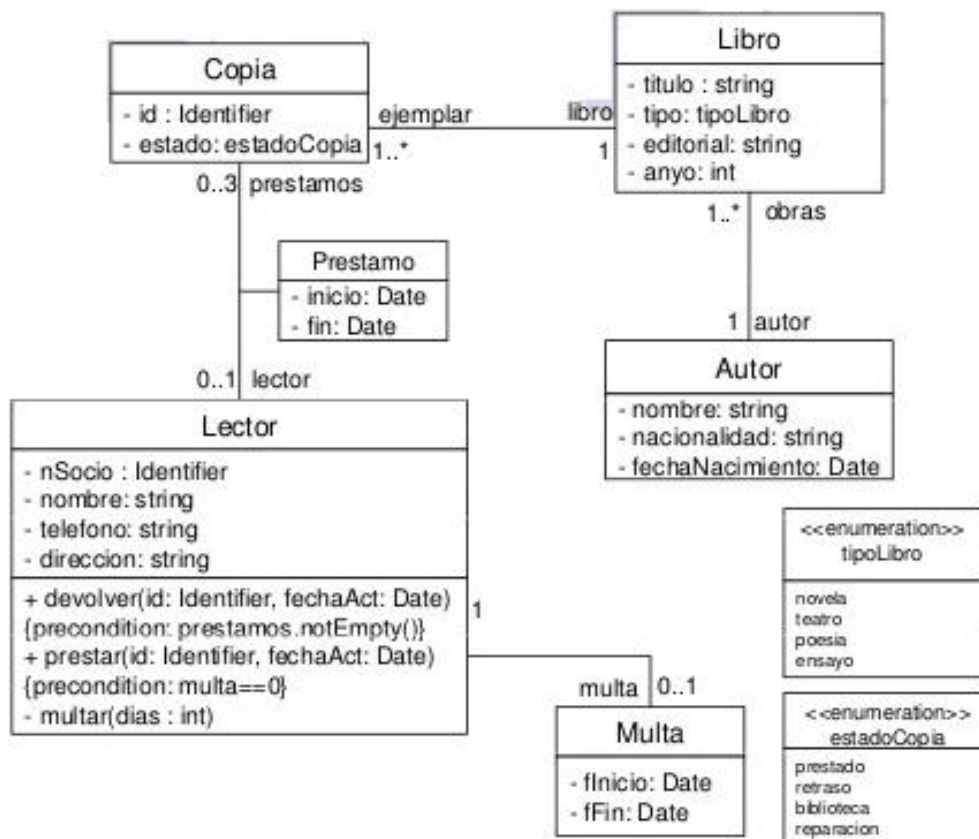 Copia
- id : Identifier
- estado: estadoCopia
ejemplar
1..*
libro
1
Libro
- titulo : string
- tipo: tipoLibro
- editorial: string
- anyo: int
0..3 prestamos
1..* obras
Prestamo
- inicio: Date
- fin: Date
1 autor
Autor
- nombre: string
- nacionalidad: string
- fechaNacimiento: Date
0..1 lector
Lector
- nSocio : Identifier
- nombre: string
- telefono: string
- direccion: string
+ devolver(id: Identifier, fechaAct: Date)
{precondition: prestamos.notEmpty()}
+ prestar(id: Identifier, fechaAct: Date)
{precondition: multa==0}
- multar(dias : int)
1
multa 0..1
Multa
- fInicio: Date
- fFin: Date
<<enumeration>>
tipoLibro
novela
teatro
poesia
ensayo
<<enumeration>>
estadoCopia
prestado
retraso
biblioteca
reparacion